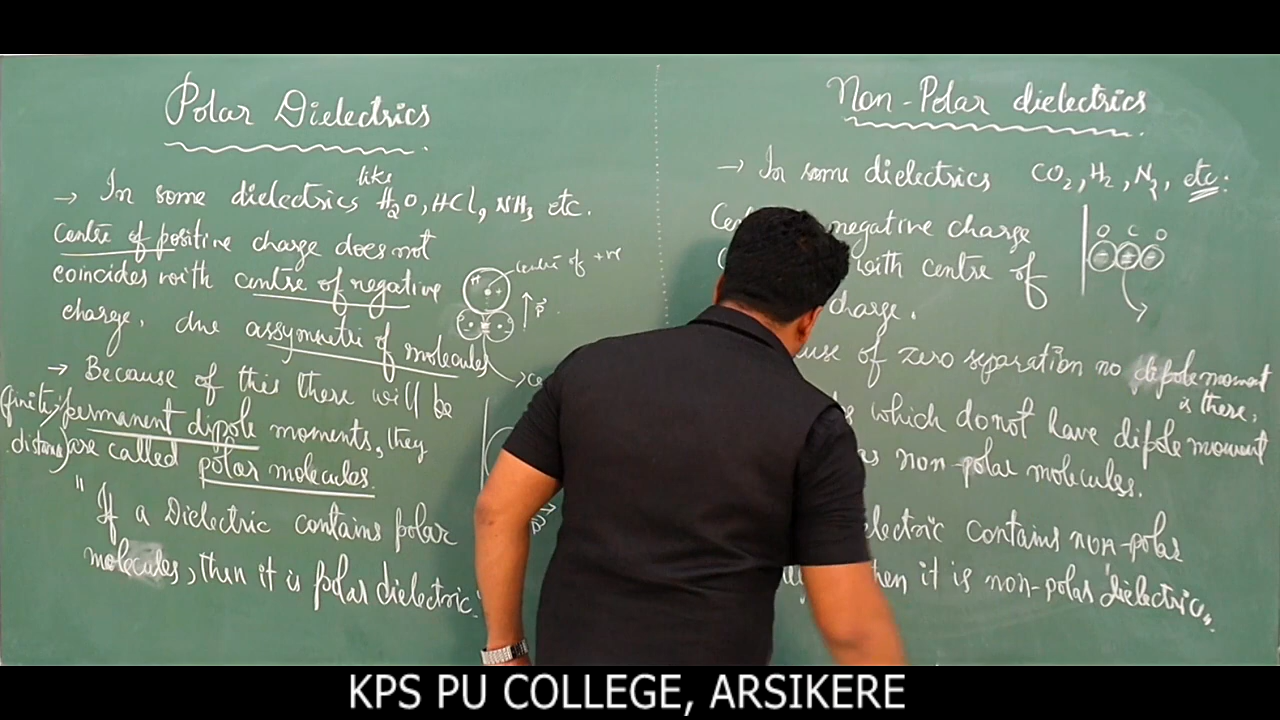 Polar Dielectrics
→ In some dielectrics like H₂O, HCl, NH₃ etc.
Centre of positive charge does not
coincides with centre of negative
charge, due assymetri of molecules
centre of +ve
P⃗
→ Because of this there will be
(finite permanent dipole moments, they
distance) are called polar molecules.
"If a Dielectric contains polar
molecules, then it is polar dielectric."
Non-Polar dielectrics
→ In some dielectrics CO₂, H₂, N₂, etc.
negative charge
with centre of
charge.
O C O
of zero separation no dipole moment
is there,
which do not have dipole moment
non-polar molecules.
contains non-polar
then it is non-polar dielectric"
KPS PU COLLEGE, ARSIKERE